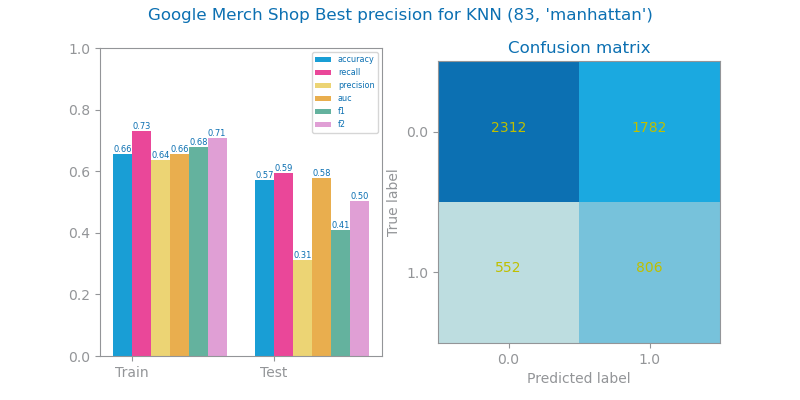 Google Merch Shop Best precision for KNN (83, 'manhattan')
1.0
0.8
0.6
0.4
0.2
0.0
accuracy
recall
precision
auc
f1
f2
0.66
0.73
0.64
0.66
0.68
0.71
0.57
0.59
0.31
0.58
0.41
0.50
Train
Test
Confusion matrix
True label
0.0
1.0
2312
1782
552
806
0.0
1.0
Predicted label